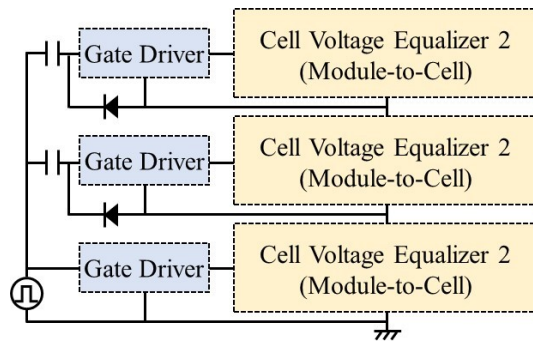 Gate Driver
Cell Voltage Equalizer 2
(Module-to-Cell)
Gate Driver
Cell Voltage Equalizer 2
(Module-to-Cell)
Gate Driver
Cell Voltage Equalizer 2
(Module-to-Cell)